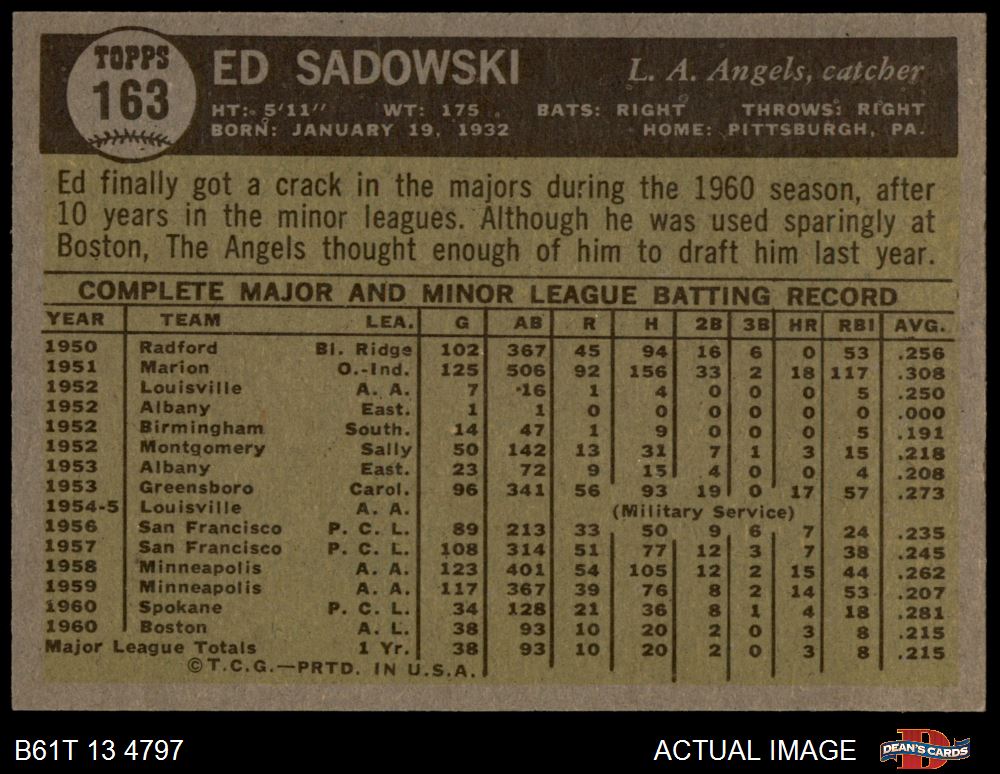 TOPPS
163
ED SADOWSKI
L. A. Angels, catcher
HT: 5'11" WT: 175 BATS: RIGHT THROWS: RIGHT
BORN: JANUARY 19, 1932 HOME: PITTSBURGH, PA.
Ed finally got a crack in the majors during the 1960 season, after
10 years in the minor leagues. Although he was used sparingly at
Boston, The Angels thought enough of him to draft him last year.
COMPLETE MAJOR AND MINOR LEAGUE BATTING RECORD
YEAR TEAM LEA. G AB R H 2B 3B HR RBI AVG.
1950 Radford Bl. Ridge 102 367 45 94 16 6 0 53 .256
1951 Marion O.-Ind. 125 506 92 156 33 2 18 117 .308
1952 Louisville A. A. 7 16 1 4 0 0 0 5 .250
1952 Albany East. 1 1 0 0 0 0 0 0 .000
1952 Birmingham South. 14 47 1 9 0 0 0 5 .191
1952 Montgomery Sally 50 142 13 31 7 1 3 15 .218
1953 Albany East. 23 72 9 15 4 0 0 4 .208
1953 Greensboro Carol. 96 341 56 93 19 0 17 57 .273
1954-5 Louisville A. A. (Military Service)
1956 San Francisco P. C. L. 89 213 33 50 9 6 7 24 .235
1957 San Francisco P. C. L. 108 314 51 77 12 3 7 38 .245
1958 Minneapolis A. A. 123 401 54 105 12 2 15 44 .262
1959 Minneapolis A. A. 117 367 39 76 8 2 14 53 .207
1960 Spokane P. C. L. 34 128 21 36 8 1 4 18 .281
1960 Boston A. L. 38 93 10 20 2 0 3 8 .215
Major League Totals 1 Yr. 38 93 10 20 2 0 3 8 .215
©T.C.G.—PRTD. IN U.S.A.
B61T 13 4797 ACTUAL IMAGE DEAN'S CARDS